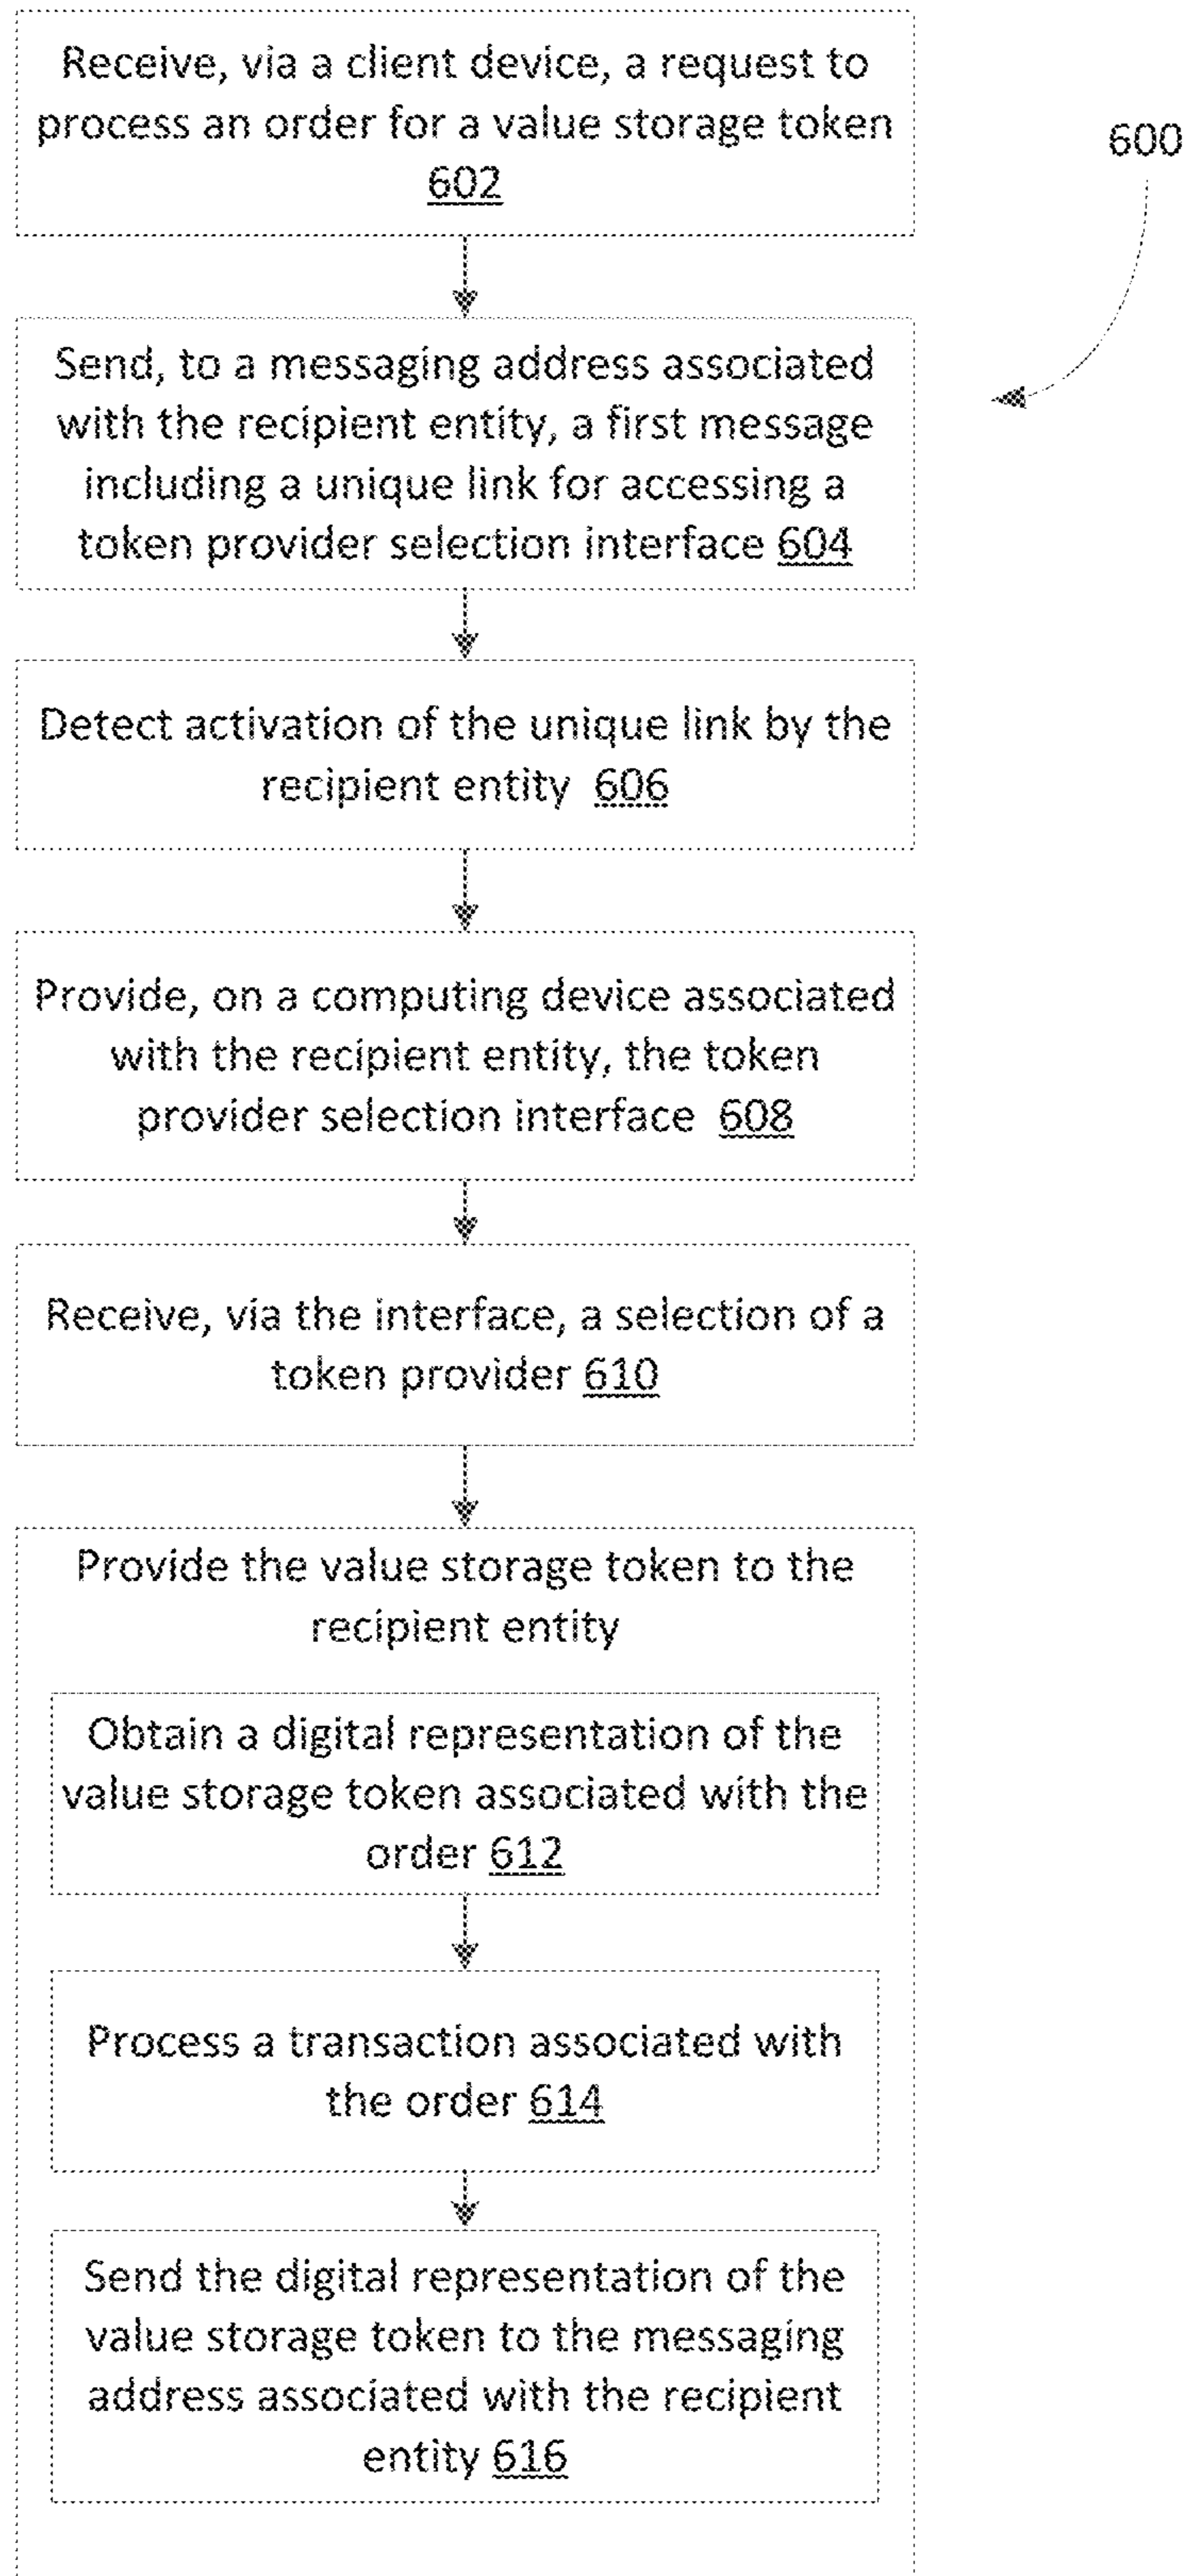 Receive, via a client device, a request to
process an order for a value storage token
602
600
Send, to a messaging address associated
with the recipient entity, a first message
including a unique link for accessing a
token provider selection interface 604
Detect activation of the unique link by the
recipient entity 606
Provide, on a computing device associated
with the recipient entity, the token
provider selection interface 608
Receive, via the interface, a selection of a
token provider 610
Provide the value storage token to the
recipient entity
Obtain a digital representation of the
value storage token associated with the
order 612
Process a transaction associated with
the order 614
Send the digital representation of the
value storage token to the messaging
address associated with the recipient
entity 616